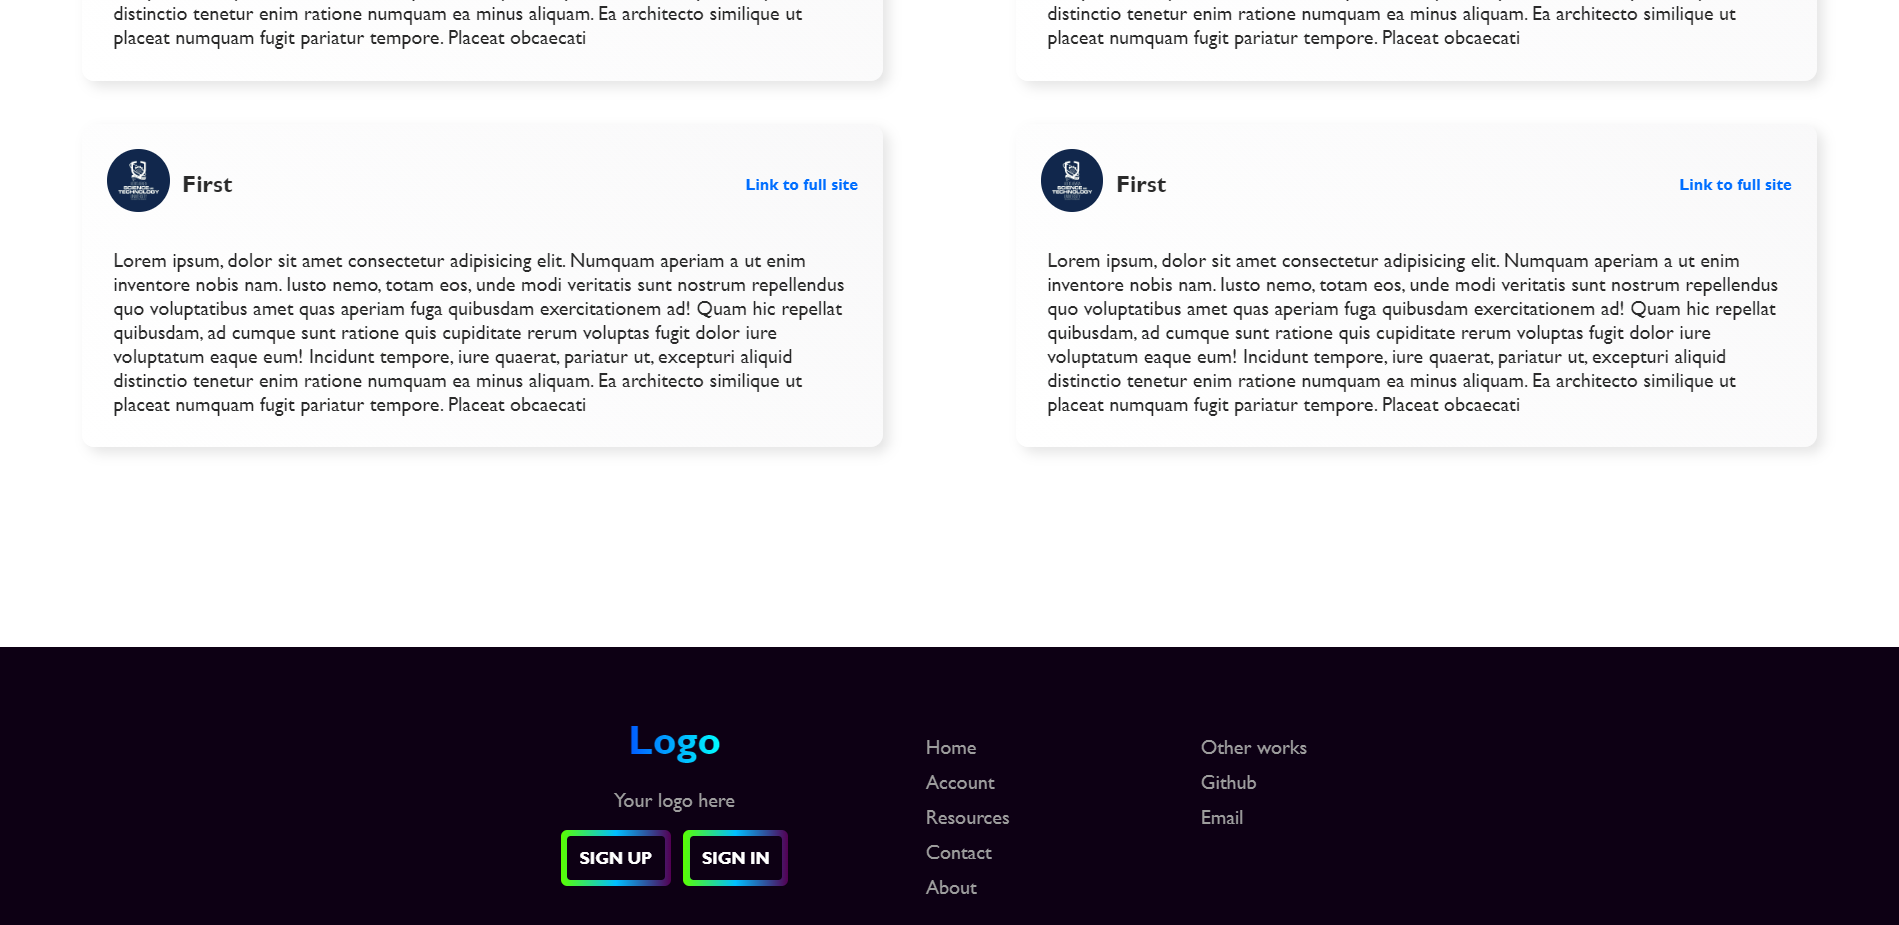 distinctio tenetur enim ratione numquam ea minus aliquam. Ea architecto similique ut
placeat numquam fugit pariatur tempore. Placeat obcaecati
distinctio tenetur enim ratione numquam ea minus aliquam. Ea architecto similique ut
placeat numquam fugit pariatur tempore. Placeat obcaecati
SCIENCE
TECHNOLOGY
First
Link to full site
Lorem ipsum, dolor sit amet consectetur adipisicing elit. Numquam aperiam a ut enim
inventore nobis nam. Iusto nemo, totam eos, unde modi veritatis sunt nostrum repellendus
quo voluptatibus amet quas aperiam fuga quibusdam exercitationem ad! Quam hic repellat
quibusdam, ad cumque sunt ratione quis cupiditate rerum voluptas fugit dolor iure
voluptatum eaque eum! Incidunt tempore, iure quaerat, pariatur ut, excepturi aliquid
distinctio tenetur enim ratione numquam ea minus aliquam. Ea architecto similique ut
placeat numquam fugit pariatur tempore. Placeat obcaecati
SCIENCE
TECHNOLOGY
First
Link to full site
Lorem ipsum, dolor sit amet consectetur adipisicing elit. Numquam aperiam a ut enim
inventore nobis nam. Iusto nemo, totam eos, unde modi veritatis sunt nostrum repellendus
quo voluptatibus amet quas aperiam fuga quibusdam exercitationem ad! Quam hic repellat
quibusdam, ad cumque sunt ratione quis cupiditate rerum voluptas fugit dolor iure
voluptatum eaque eum! Incidunt tempore, iure quaerat, pariatur ut, excepturi aliquid
distinctio tenetur enim ratione numquam ea minus aliquam. Ea architecto similique ut
placeat numquam fugit pariatur tempore. Placeat obcaecati
Logo
Your logo here
SIGN UP
SIGN IN
Home
Account
Resources
Contact
About
Other works
Github
Email